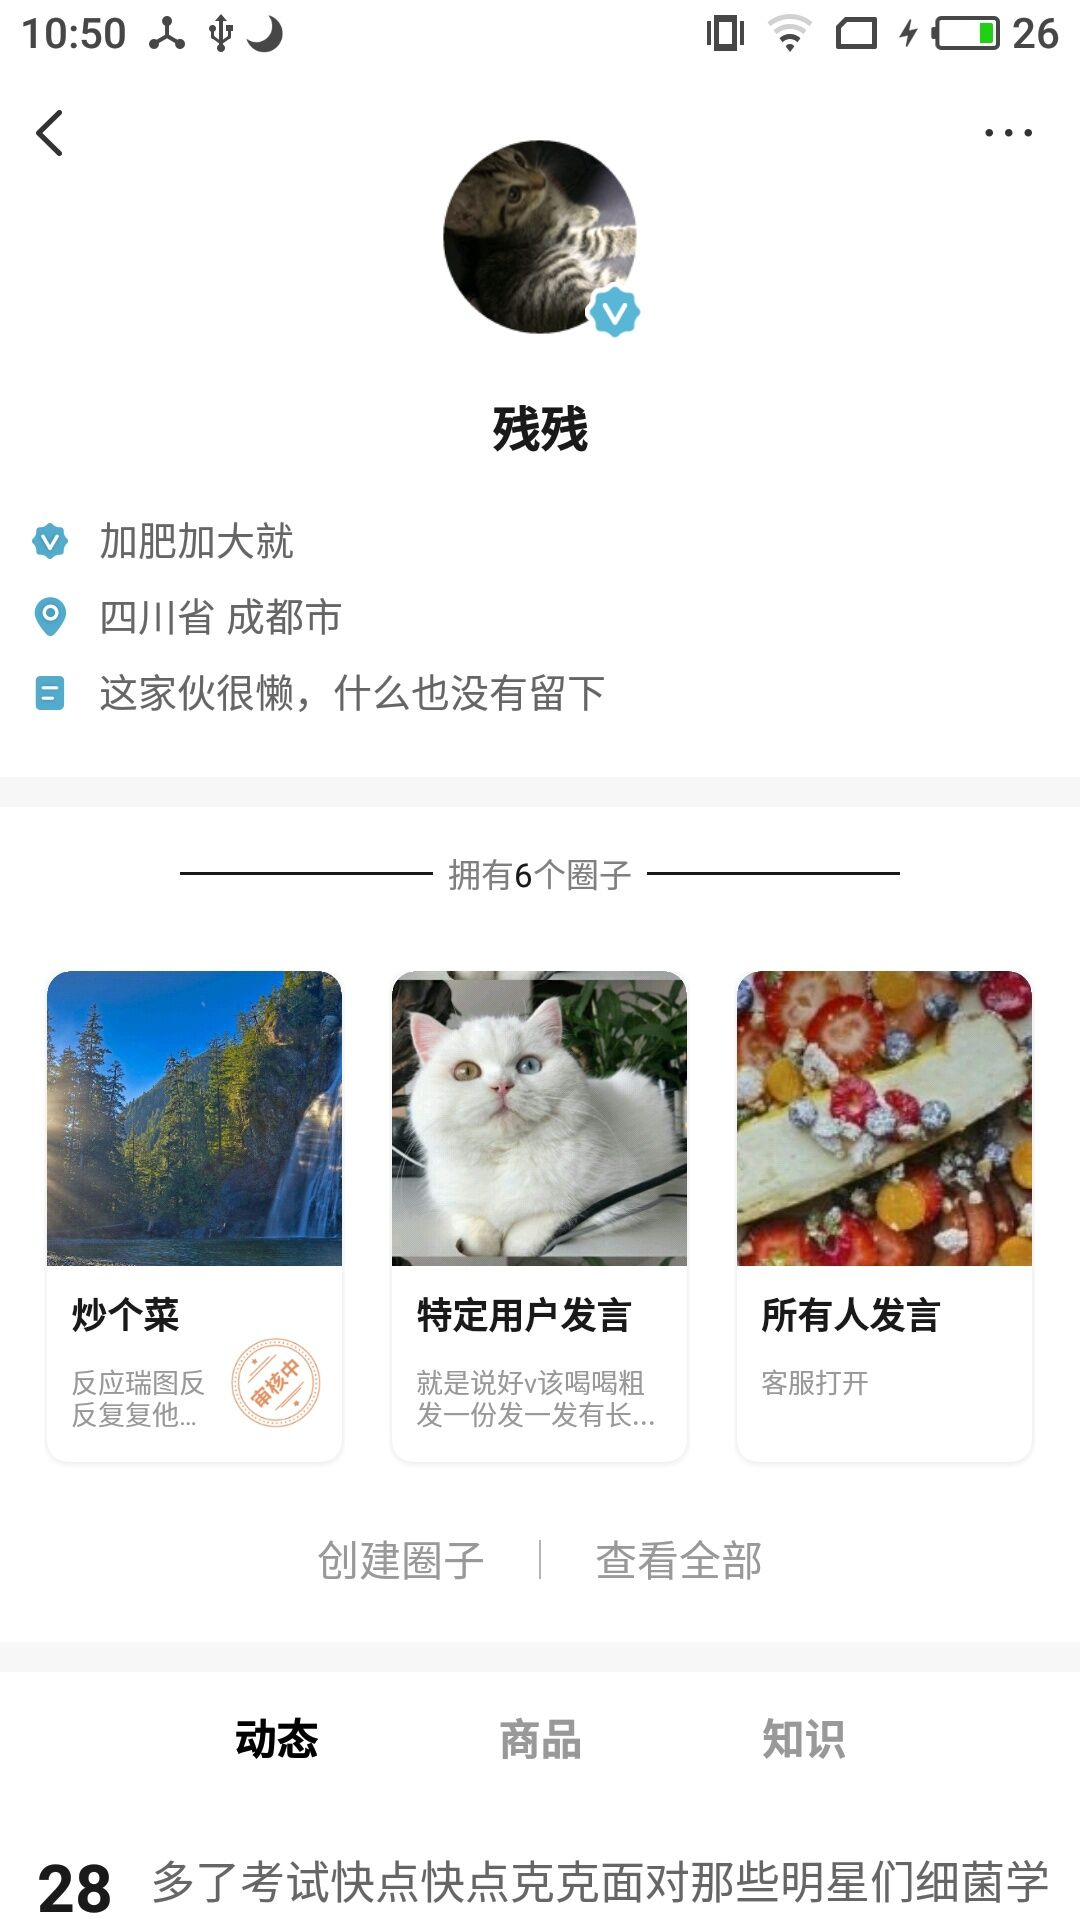 10:50
26
残残
加肥加大就
四川省 成都市
这家伙很懒，什么也没有留下
拥有6个圈子
炒个菜
反应瑞图反
反复复他...
审核中
特定用户发言
就是说好v该喝喝粗
发一份发一发有长...
所有人发言
客服打开
创建圈子
查看全部
动态
商品
知识
28
多了考试快点快点克克面对那些明星们细菌学